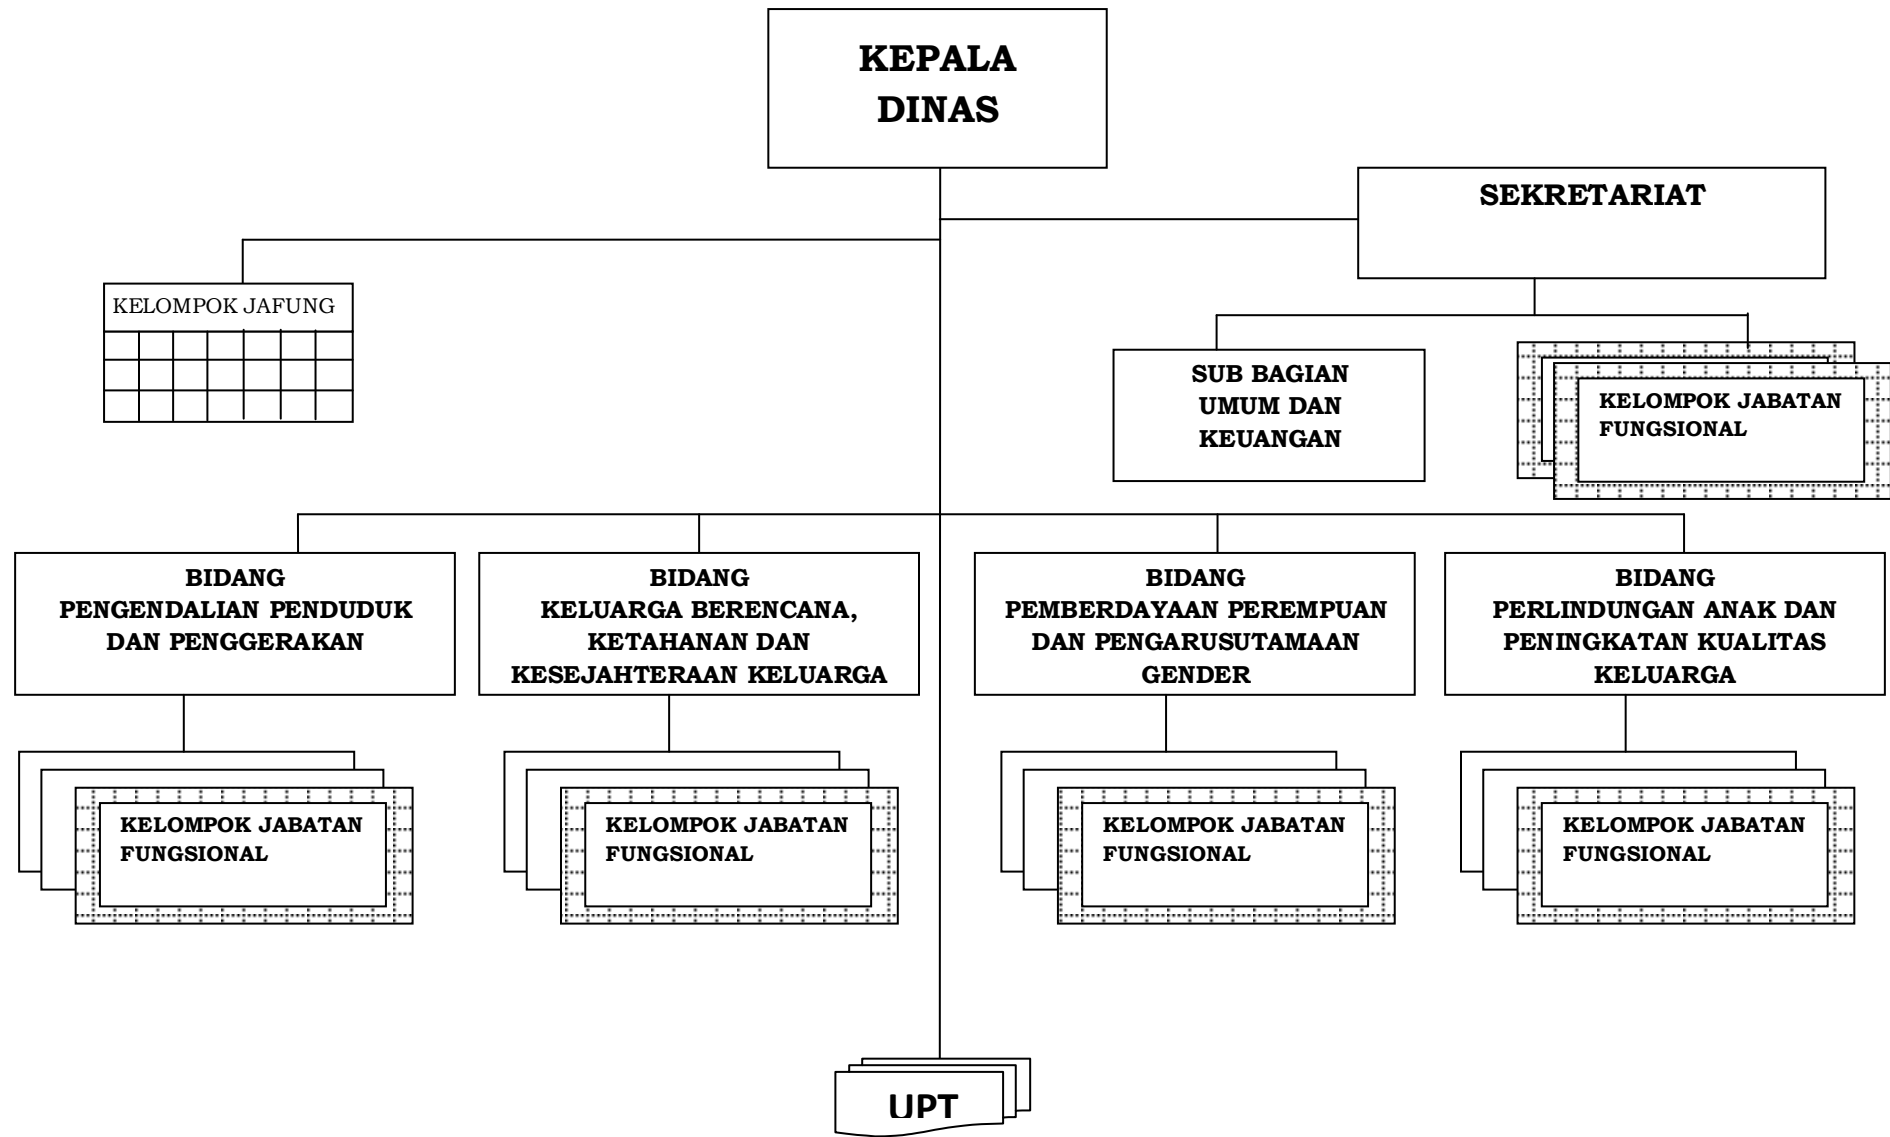 KEPALA
DINAS
SEKRETARIAT
KELOMPOK JAFUNG
SUB BAGIAN
UMUM DAN
KEUANGAN
KELOMPOK JABATAN
FUNGSIONAL
BIDANG
PENGENDALIAN PENDUDUK
DAN PENGGERAKAN
BIDANG
KELUARGA BERENCANA,
KETAHANAN DAN
KESEJAHTERAAN KELUARGA
BIDANG
PEMBERDAYAAN PEREMPUAN
DAN PENGARUSUTAMAAN
GENDER
BIDANG
PERLINDUNGAN ANAK DAN
PENINGKATAN KUALITAS
KELUARGA
KELOMPOK JABATAN
FUNGSIONAL
KELOMPOK JABATAN
FUNGSIONAL
KELOMPOK JABATAN
FUNGSIONAL
KELOMPOK JABATAN
FUNGSIONAL
UPT